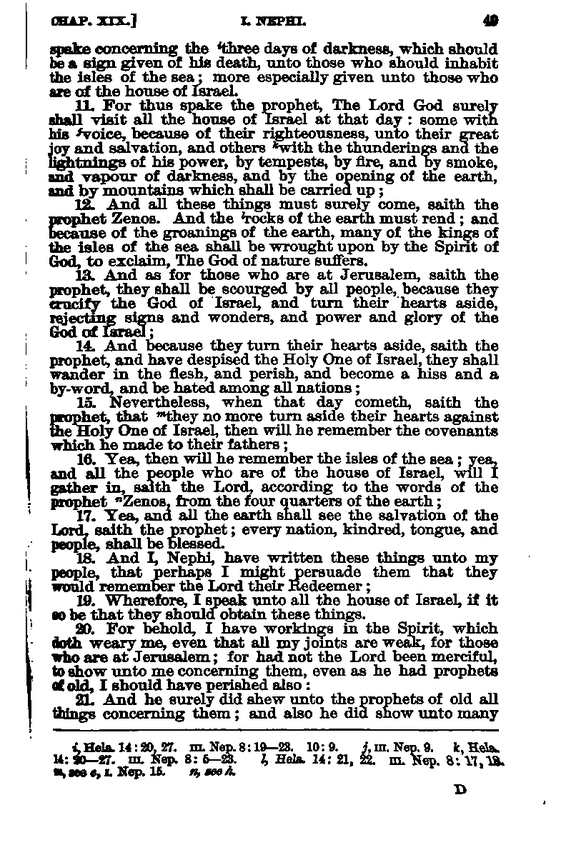 CHAP. XIX.] I. NEPHI. 49
spake concerning the ⁱthree days of darkness, which should
be a sign given of his death, unto those who should inhabit
the isles of the sea; more especially given unto those who
are of the house of Israel.
11. For thus spake the prophet, The Lord God surely
shall visit all the house of Israel at that day: some with
his ʲvoice, because of their righteousness, unto their great
joy and salvation, and others ᵏwith the thunderings and the
lightnings of his power, by tempests, by fire, and by smoke,
and vapour of darkness, and by the opening of the earth,
and by mountains which shall be carried up;
12. And all these things must surely come, saith the
prophet Zenos. And the ˡrocks of the earth must rend; and
because of the groanings of the earth, many of the kings of
the isles of the sea shall be wrought upon by the Spirit of
God, to exclaim, The God of nature suffers.
13. And as for those who are at Jerusalem, saith the
prophet, they shall be scourged by all people, because they
crucify the God of Israel, and turn their hearts aside,
rejecting signs and wonders, and power and glory of the
God of Israel;
14. And because they turn their hearts aside, saith the
prophet, and have despised the Holy One of Israel, they shall
wander in the flesh, and perish, and become a hiss and a
by-word, and be hated among all nations;
15. Nevertheless, when that day cometh, saith the
prophet, that ᵐthey no more turn aside their hearts against
the Holy One of Israel, then will he remember the covenants
which he made to their fathers;
16. Yea, then will he remember the isles of the sea; yea,
and all the people who are of the house of Israel, will I
gather in, saith the Lord, according to the words of the
prophet ⁿZenos, from the four quarters of the earth;
17. Yea, and all the earth shall see the salvation of the
Lord, saith the prophet; every nation, kindred, tongue, and
people, shall be blessed.
18. And I, Nephi, have written these things unto my
people, that perhaps I might persuade them that they
would remember the Lord their Redeemer;
19. Wherefore, I speak unto all the house of Israel, if it
so be that they should obtain these things.
20. For behold, I have workings in the Spirit, which
doth weary me, even that all my joints are weak, for those
who are at Jerusalem; for had not the Lord been merciful,
to show unto me concerning them, even as he had prophets
of old, I should have perished also:
21. And he surely did shew unto the prophets of old all
things concerning them; and also he did show unto many
i, Hela. 14: 20, 27. III. Nep. 8: 19—23. 10: 9. j, III. Nep. 9. k, Hela.
14: 20—27. III. Nep. 8: 5—23. l, Hela. 14: 21, 22. III. Nep. 8: 17, 18.
m, see e, I. Nep. 15. n, see h.
D